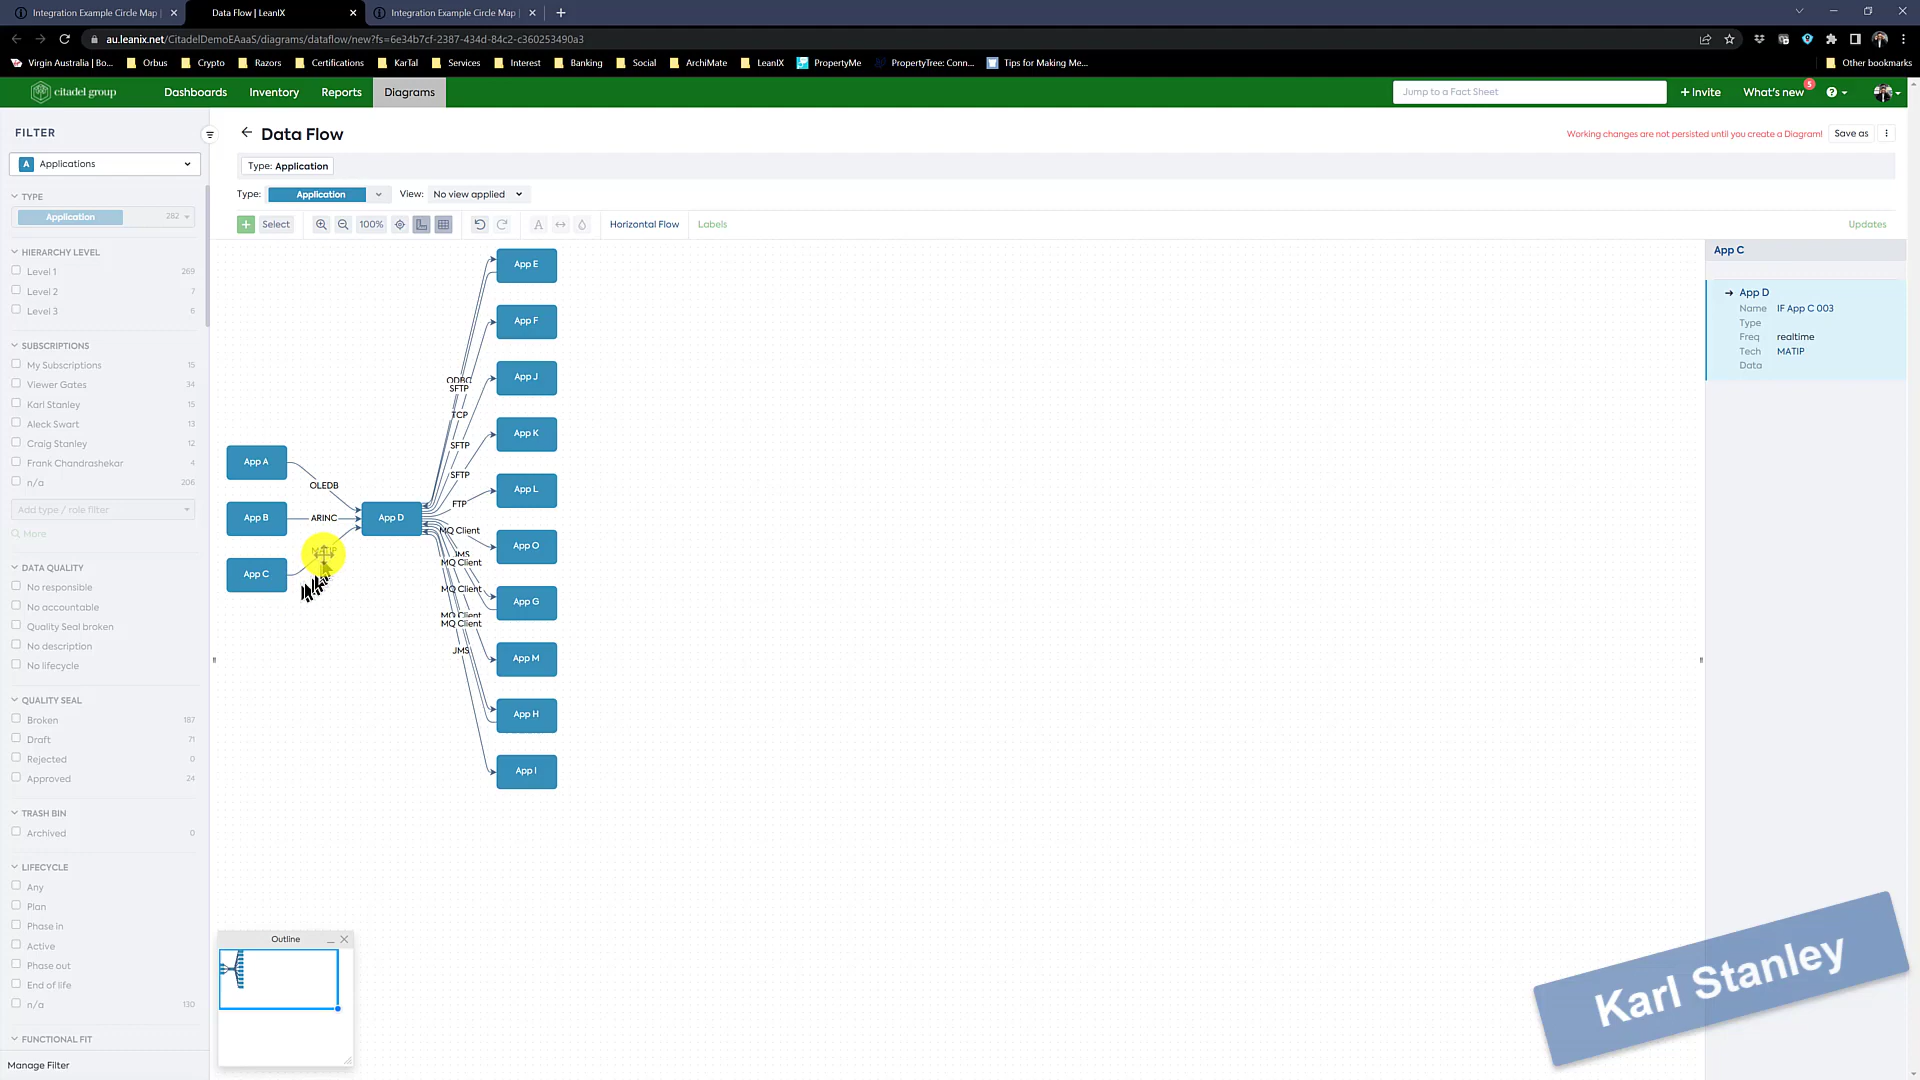 Integration Example Circle Map |
Data Flow | LeanIX
Integration Example Circle Map |
au.leanix.net/CitadelDemoEAaaS/diagrams/dataflow/new?fs=6e34b7cf-2387-434d-84c2-c360253490a3
Virgin Australia | Bo...
Orbus
Crypto
Razors
Certifications
KarTal
Services
Interest
Banking
Social
ArchiMate
LeanIX
PropertyMe
PropertyTree: Conn...
Tips for Making Me...
Other bookmarks
citadel group
Dashboards
Inventory
Reports
Diagrams
Jump to a Fact Sheet
+ Invite
What's new
5
FILTER
Data Flow
Working changes are not persisted until you create a Diagram!
Save as
A Applications
Type: Application
Type: Application
View: No view applied
TYPE
Application 282
+ Select
100%
A
Horizontal Flow
Labels
Updates
HIERARCHY LEVEL
Level 1 269
Level 2 7
Level 3 6
SUBSCRIPTIONS
My Subscriptions 15
Viewer Gates 34
Karl Stanley 15
Aleck Swart 13
Craig Stanley 12
Frank Chandrashekar 4
n/a 206
Add type / role filter
More
DATA QUALITY
No responsible
No accountable
Quality Seal broken
No description
No lifecycle
QUALITY SEAL
Broken 187
Draft 71
Rejected 0
Approved 24
TRASH BIN
Archived 0
LIFECYCLE
Any
Plan
Phase in
Active
Phase out
End of life
n/a 130
FUNCTIONAL FIT
Manage Filter
App A
App B
App C
OLEDB
ARINC
MATIP
App D
ODBC
SFTP
TCP
SFTP
SFTP
FTP
MQ Client
JMS
MQ Client
MQ Client
MQ Client
MQ Client
JMS
App E
App F
App J
App K
App L
App O
App G
App M
App H
App I
Outline
App C
App D
Name IF App C 003
Type
Freq realtime
Tech MATIP
Data
Karl Stanley